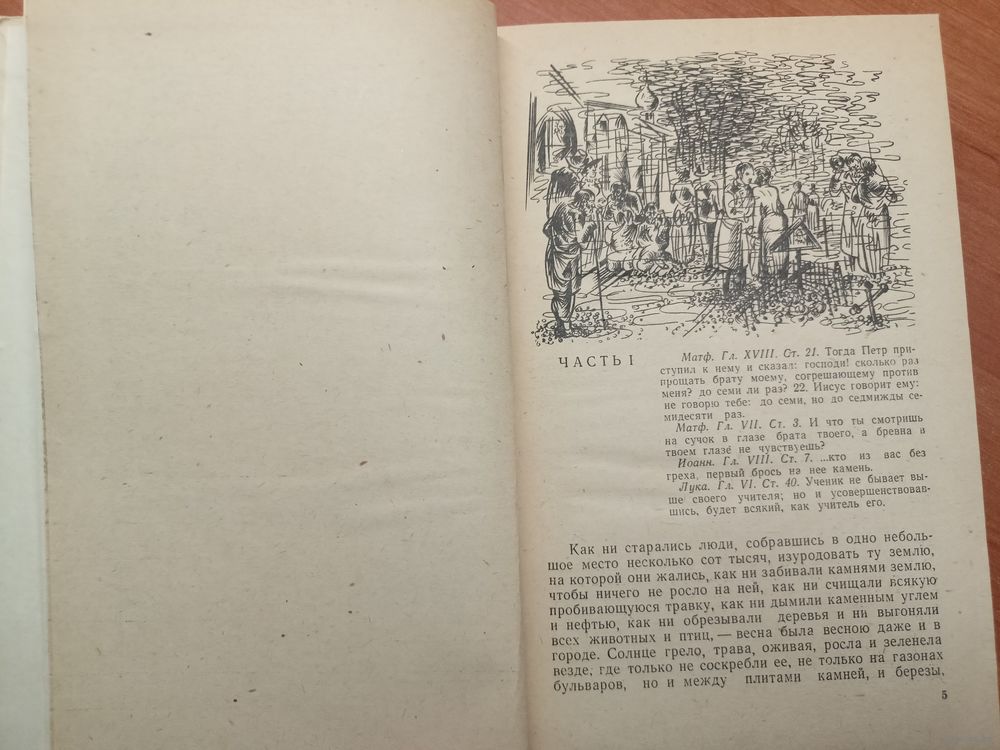 ЧАСТЬ I
Матф. Гл. XVIII. Ст. 21. Тогда Петр при-
ступил к нему и сказал: господи! сколько раз
прощать брату моему, согрешающему против
меня? до семи ли раз? 22. Иисус говорит ему:
не говорю тебе: до семи, но до седмижды се-
мидесяти раз.
Матф. Гл. VII. Ст. 3. И что ты смотришь
на сучок в глазе брата твоего, а бревна в
твоем глазе не чувствуешь?
Иоанн. Гл. VIII. Ст. 7. ...кто из вас без
греха, первый брось на нее камень.
Лука. Гл. VI. Ст. 40. Ученик не бывает вы-
ше своего учителя; но и усовершенствовав-
шись, будет всякий, как учитель его.
Как ни старались люди, собравшись в одно неболь-
шое место несколько сот тысяч, изуродовать ту землю,
на которой они жались, как ни забивали камнями землю,
чтобы ничего не росло на ней, как ни счищали всякую
пробивающуюся травку, как ни дымили каменным углем
и нефтью, как ни обрезывали деревья и ни выгоняли
всех животных и птиц, — весна была весною даже и в
городе. Солнце грело, трава, оживая, росла и зеленела
везде, где только не соскребли ее, не только на газонах
бульваров, но и между плитами камней, и березы,
5